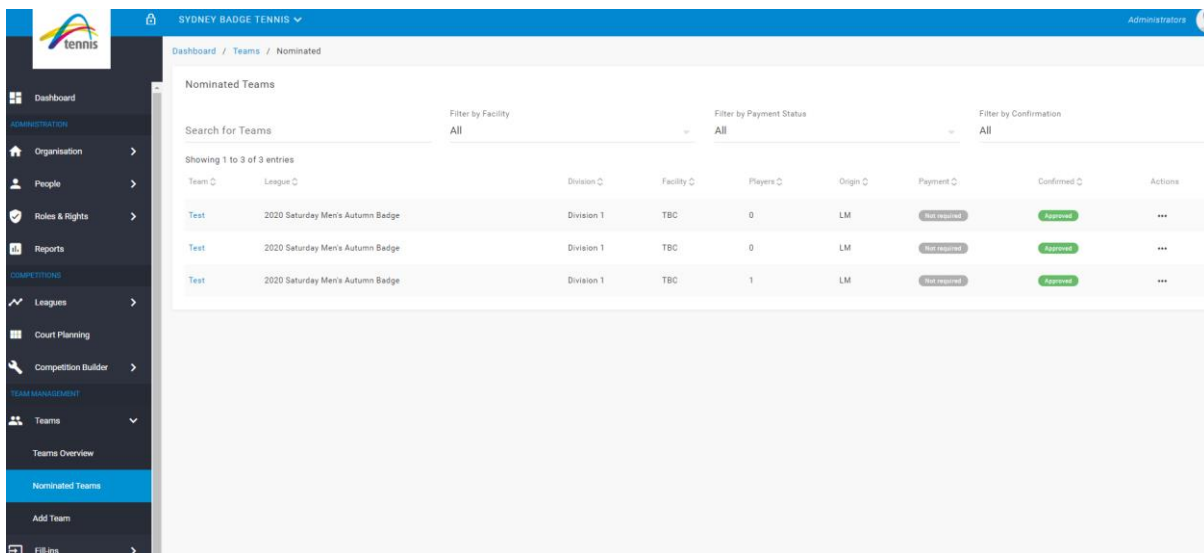 SYDNEY BADGE TENNIS
Administrators
tennis
Dashboard / Teams / Nominated
Nominated Teams
Filter by Facility
Filter by Payment Status
Filter by Confirmation
Search for Teams
All
All
All
Showing 1 to 3 of 3 entries
Team League Division Facility Players Origin Payment Confirmed Actions
Test 2020 Saturday Men's Autumn Badge Division 1 TBC 0 LM Not required Approved ...
Test 2020 Saturday Men's Autumn Badge Division 1 TBC 0 LM Not required Approved ...
Test 2020 Saturday Men's Autumn Badge Division 1 TBC 1 LM Not required Approved ...
Dashboard
ADMINISTRATION
Organisation
People
Roles & Rights
Reports
COMPETITIONS
Leagues
Court Planning
Competition Builder
TEAM MANAGEMENT
Teams
Teams Overview
Nominated Teams
Add Team
Fill-ins